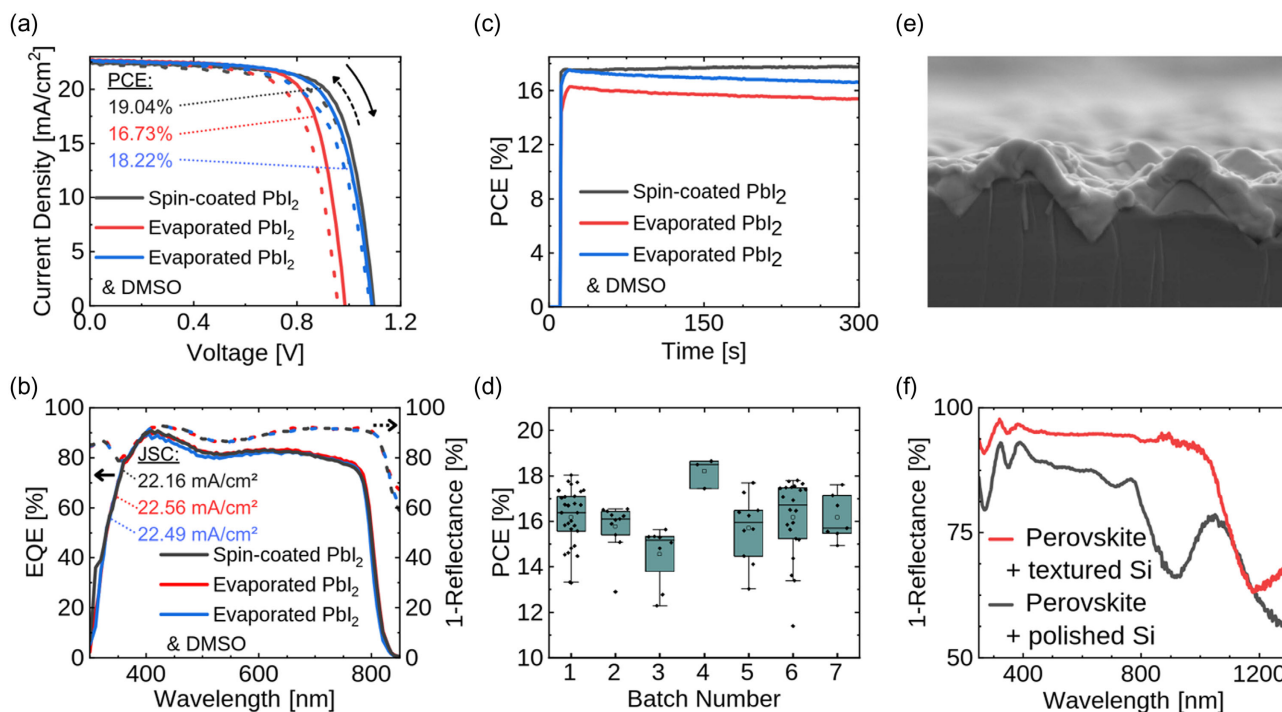 (a)
Current Density [mA/cm²]
20
15
10
5
0
PCE:
19.04%
16.73%
18.22%
Spin-coated PbI₂
Evaporated PbI₂
Evaporated PbI₂
& DMSO
0.0 0.4 0.8 1.2
Voltage [V]
(c)
PCE [%]
16
12
8
4
0
Spin-coated PbI₂
Evaporated PbI₂
Evaporated PbI₂
& DMSO
0 150 300
Time [s]
(e)
(b)
EQE [%]
100
80
60
40
20
0
JSC:
22.16 mA/cm²
22.56 mA/cm²
22.49 mA/cm²
Spin-coated PbI₂
Evaporated PbI₂
Evaporated PbI₂
& DMSO
400 500 600 700 800
Wavelength [nm]
100
80
60
40
20
0
1-Reflectance [%]
(d)
PCE [%]
21
20
18
16
14
12
10
1 2 3 4 5 6 7
Batch Number
(f)
1-Reflectance [%]
100
75
50
Perovskite
+ textured Si
Perovskite
+ polished Si
400 800 1200
Wavelength [nm]